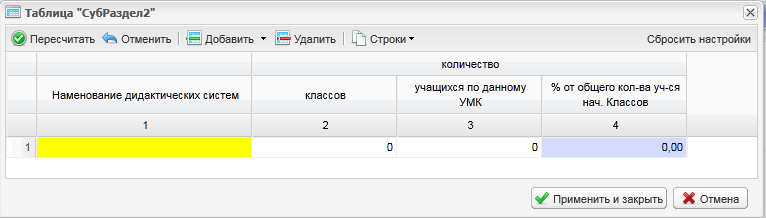 Таблица "СубРаздел2"
Пересчитать Отменить Добавить Удалить Строки Сбросить настройки
количество
Наменование дидактических систем классов учащихся по данному УМК % от общего кол-ва уч-ся нач. Классов
1 2 3 4
1 0 0 0,00
Применить и закрыть Отмена